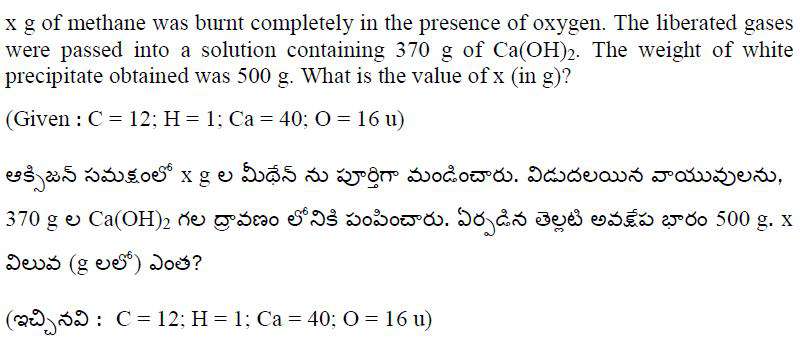 x g of methane was burnt completely in the presence of oxygen. The liberated gases
were passed into a solution containing 370 g of Ca(OH)₂. The weight of white
precipitate obtained was 500 g. What is the value of x (in g)?
(Given : C = 12; H = 1; Ca = 40; O = 16 u)
ఆక్సిజన్ సమక్షంలో x g ల మీథేన్ ను పూర్తిగా మండించారు. విడుదలయిన వాయువులను,
370 g ల Ca(OH)₂ గల ద్రావణం లోనికి పంపించారు. ఏర్పడిన తెల్లటి అవక్షేప భారం 500 g. x
విలువ (g లలో) ఎంత?
(ఇచ్చినవి : C = 12; H = 1; Ca = 40; O = 16 u)